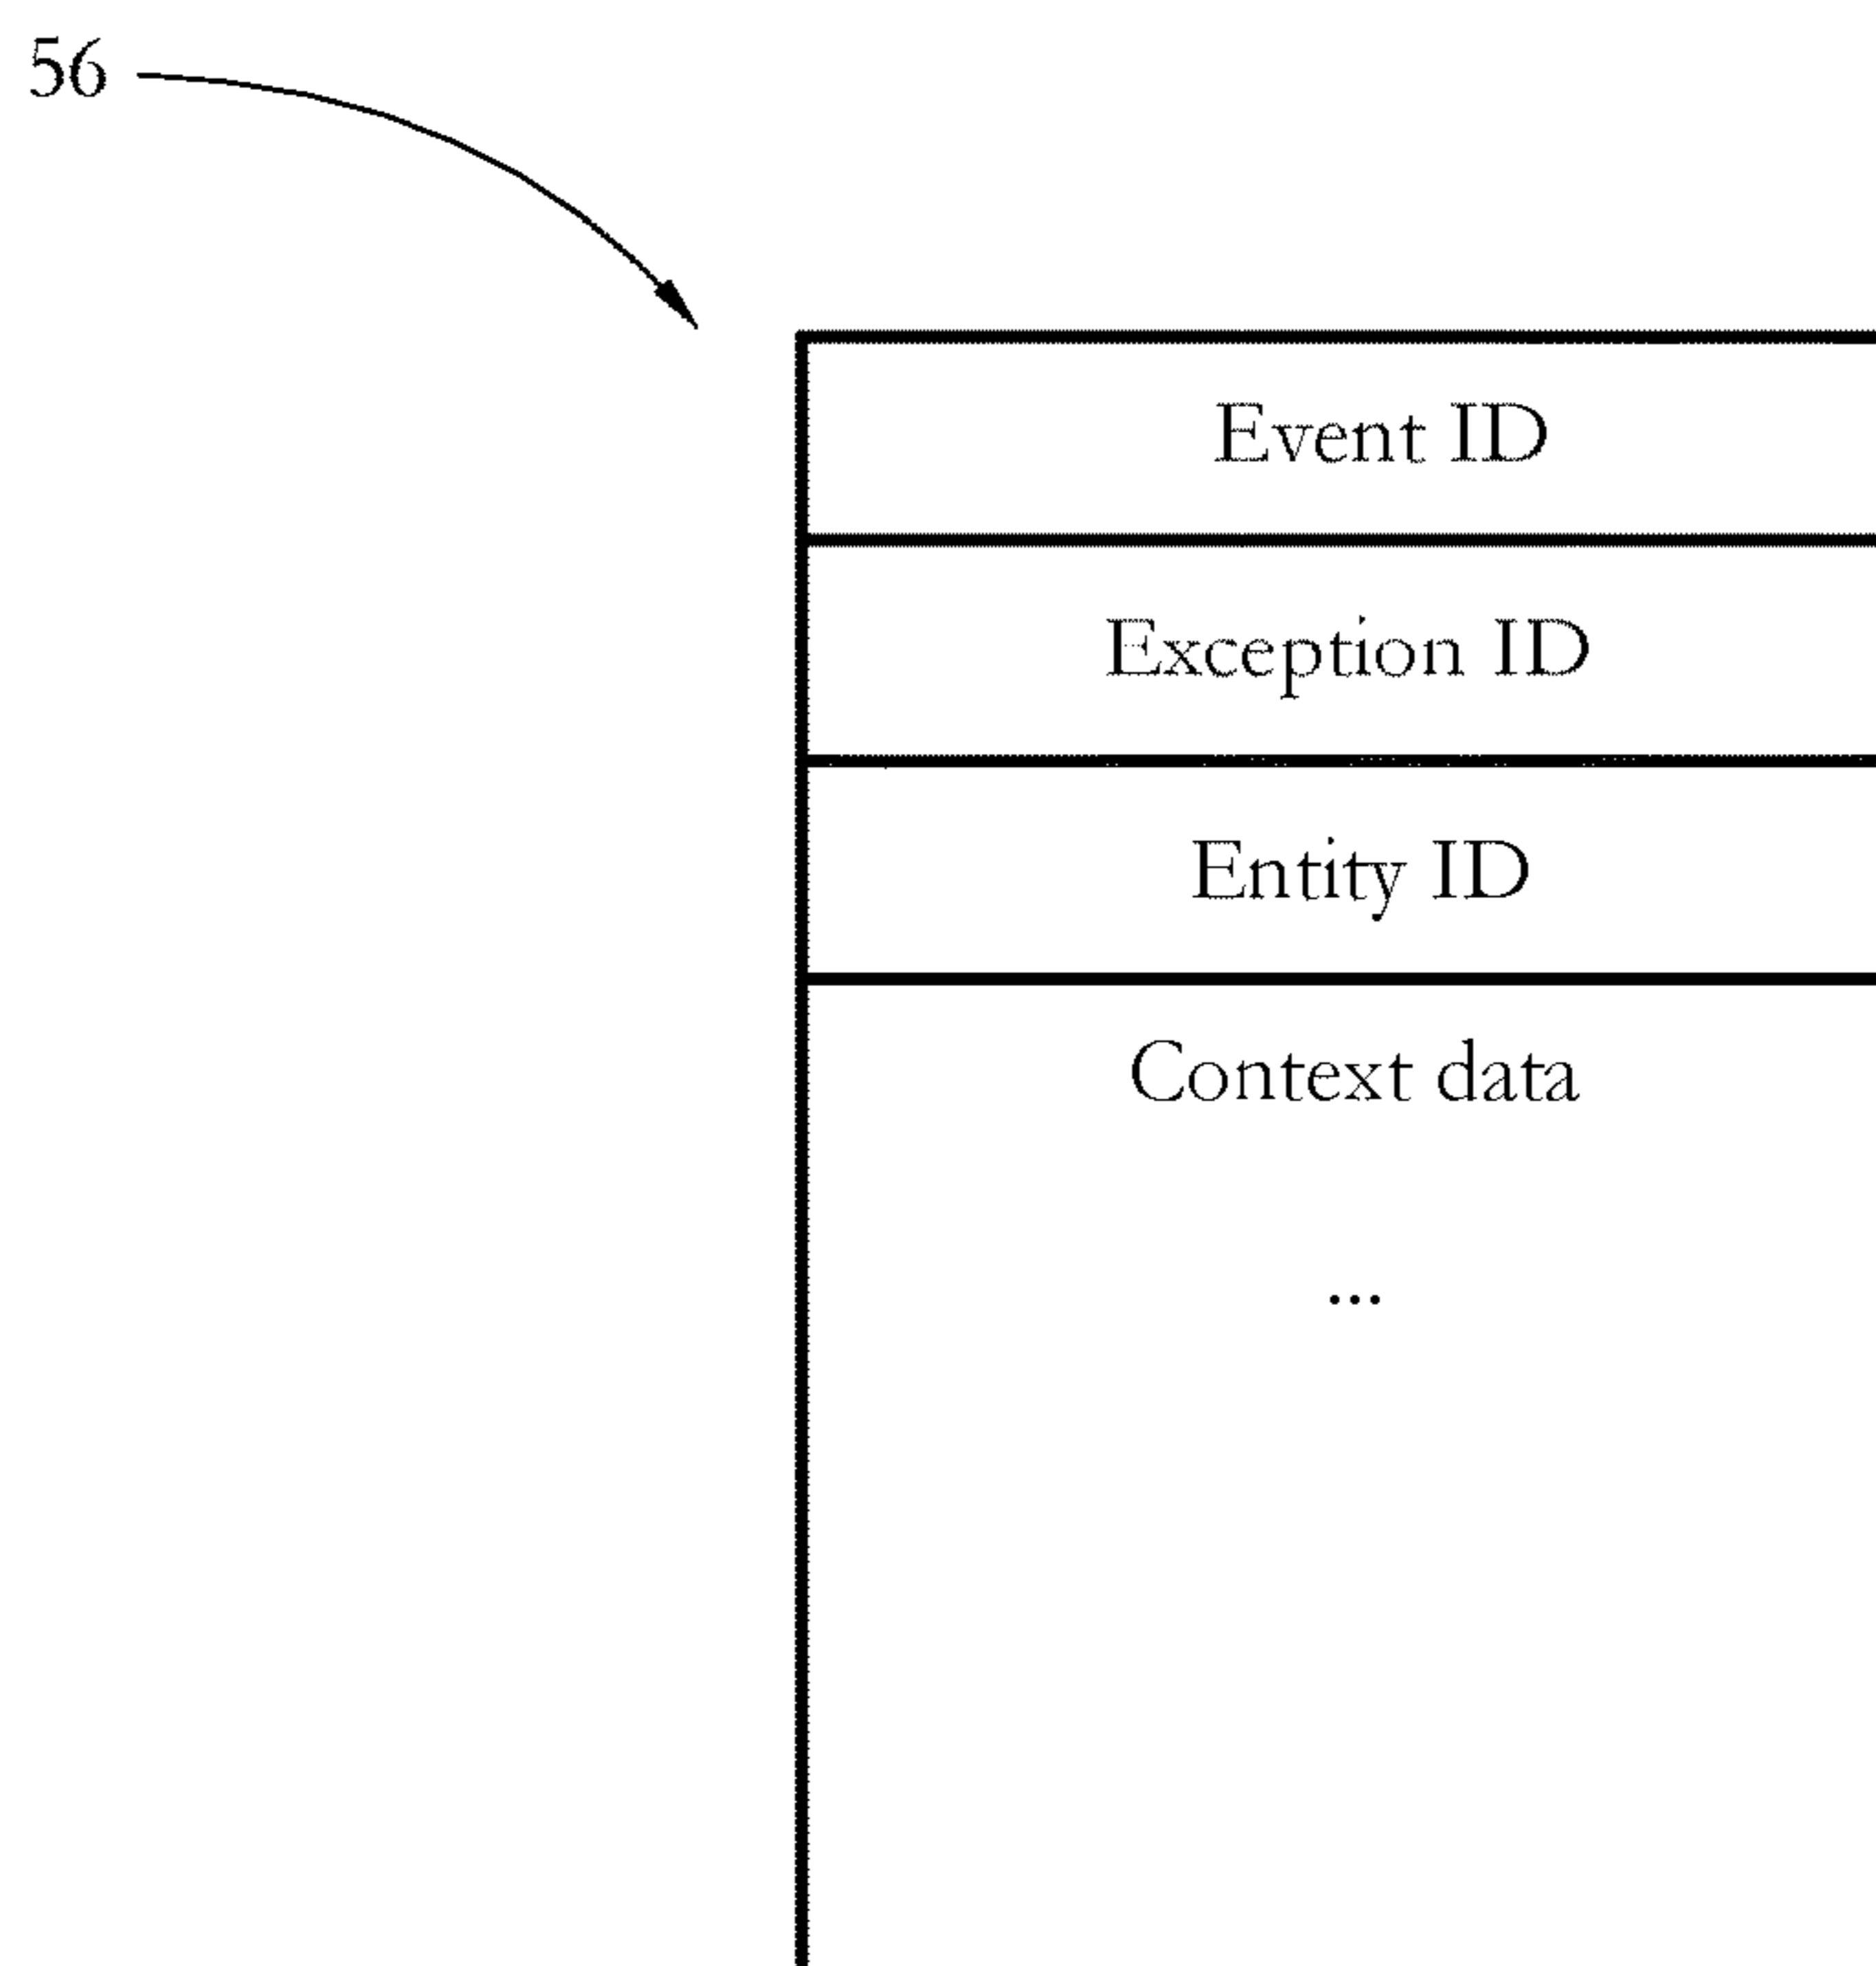 56
Event ID
Exception ID
Entity ID
Context data
...